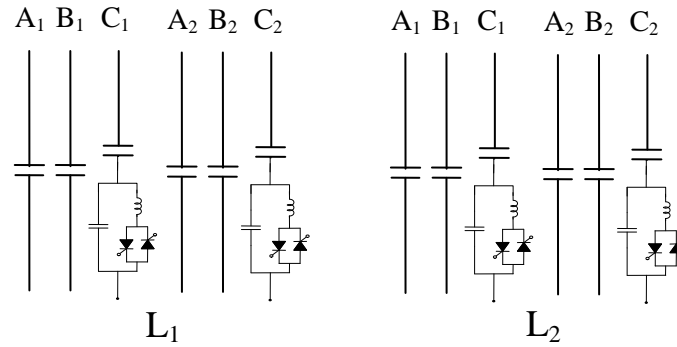 A₁ B₁ C₁ A₂ B₂ C₂ A₁ B₁ C₁ A₂ B₂ C₂
L₁ L₂